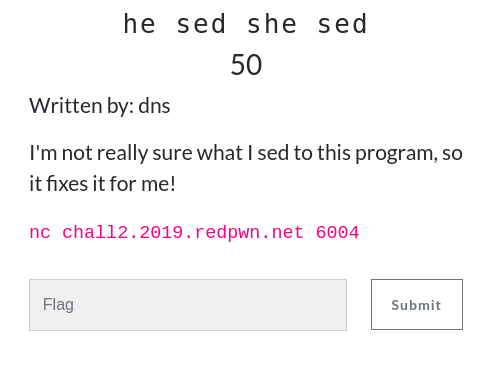 he sed she sed
50
Written by: dns
I'm not really sure what I sed to this program, so
it fixes it for me!
nc chall2.2019.redpwn.net 6004
Flag
Submit